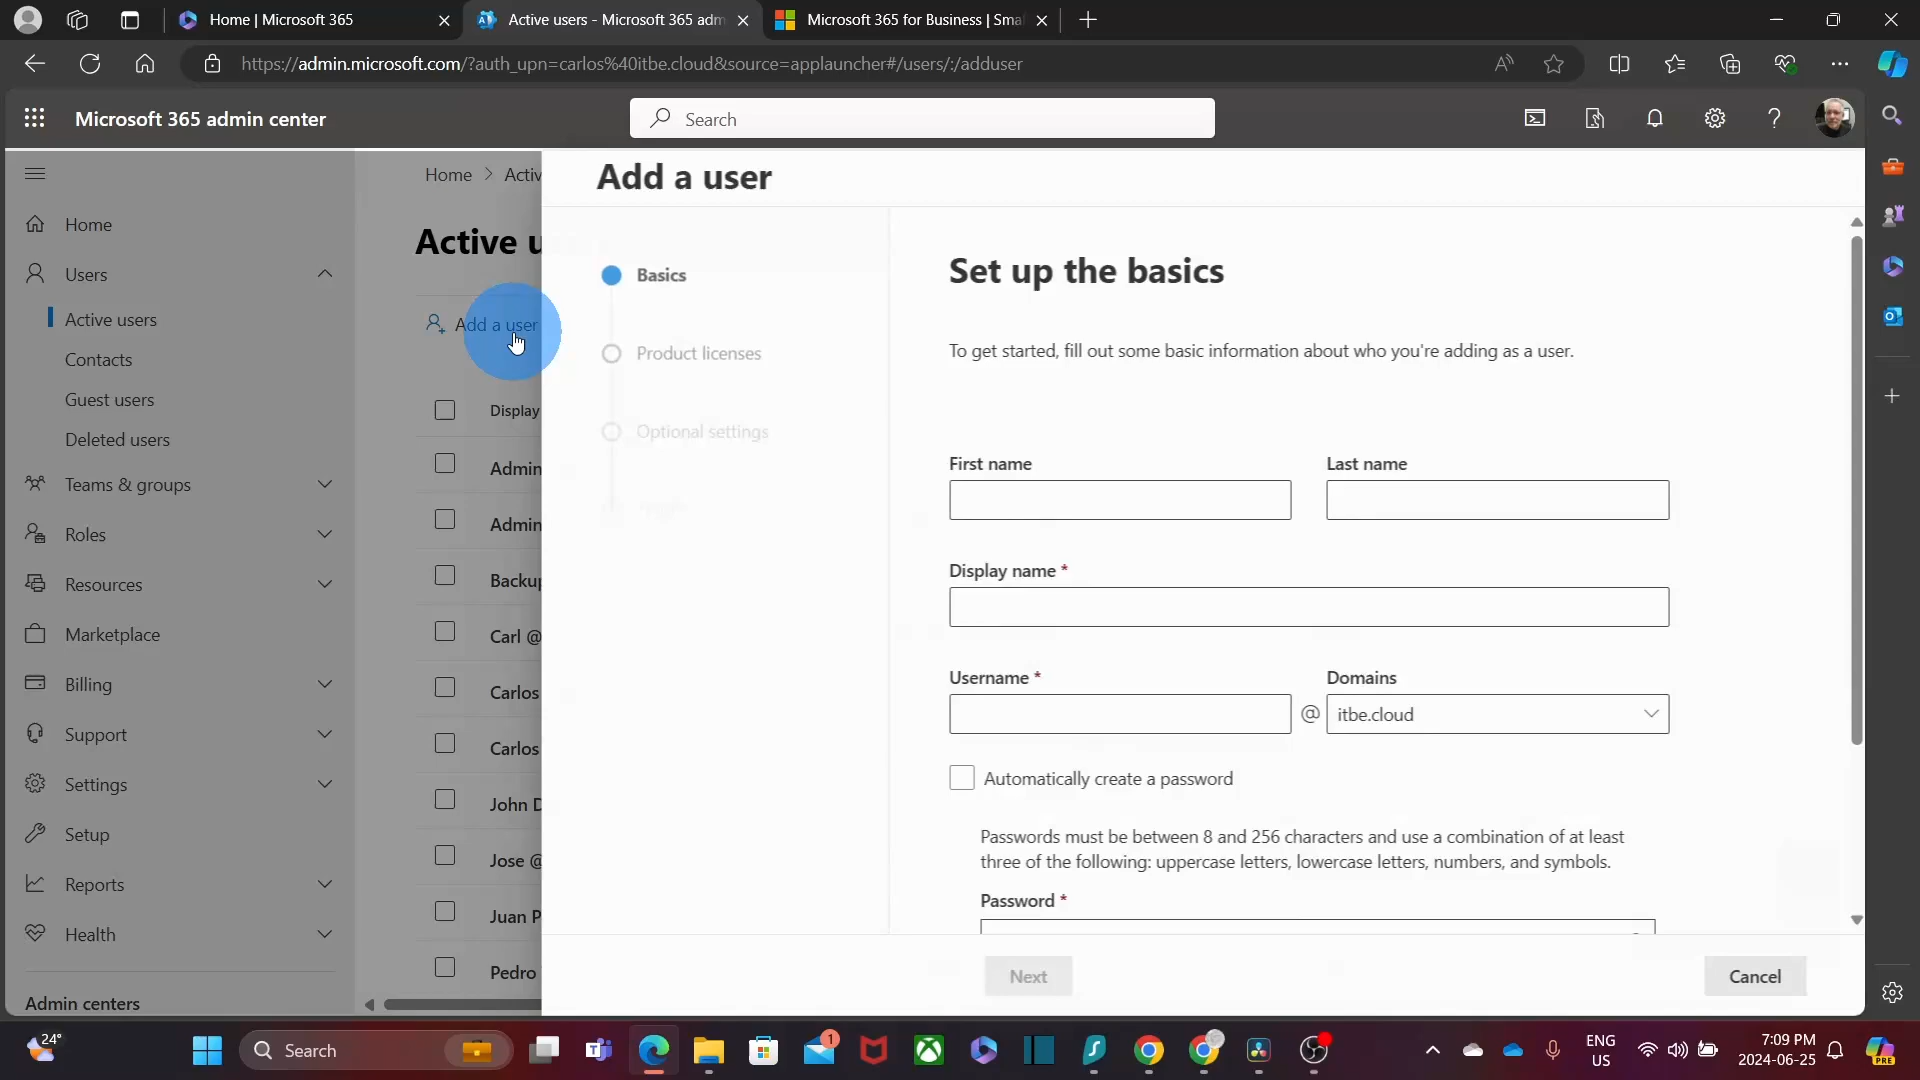 Home | Microsoft 365
Active users - Microsoft 365 adm
Microsoft 365 for Business | Smal
https://admin.microsoft.com/?auth_upn=carlos%40itbe.cloud&source=applauncher#/users/:/adduser
Microsoft 365 admin center
Search
Home
Users
Active users
Contacts
Guest users
Deleted users
Teams & groups
Roles
Resources
Marketplace
Billing
Support
Settings
Setup
Reports
Health
Admin centers
Home > Activ
Active u
Add a user
Display
Admin
Admin
Backup
Carl @
Carlos
Carlos
John D
Jose @
Juan P
Pedro
Add a user
Basics
Product licenses
Optional settings
Set up the basics
To get started, fill out some basic information about who you're adding as a user.
First name
Last name
Display name *
Username *
Domains
@ itbe.cloud
Automatically create a password
Passwords must be between 8 and 256 characters and use a combination of at least
three of the following: uppercase letters, lowercase letters, numbers, and symbols.
Password *
Next
Cancel
24°
Search
1
ENG
US
7:09 PM
2024-06-25
PRE